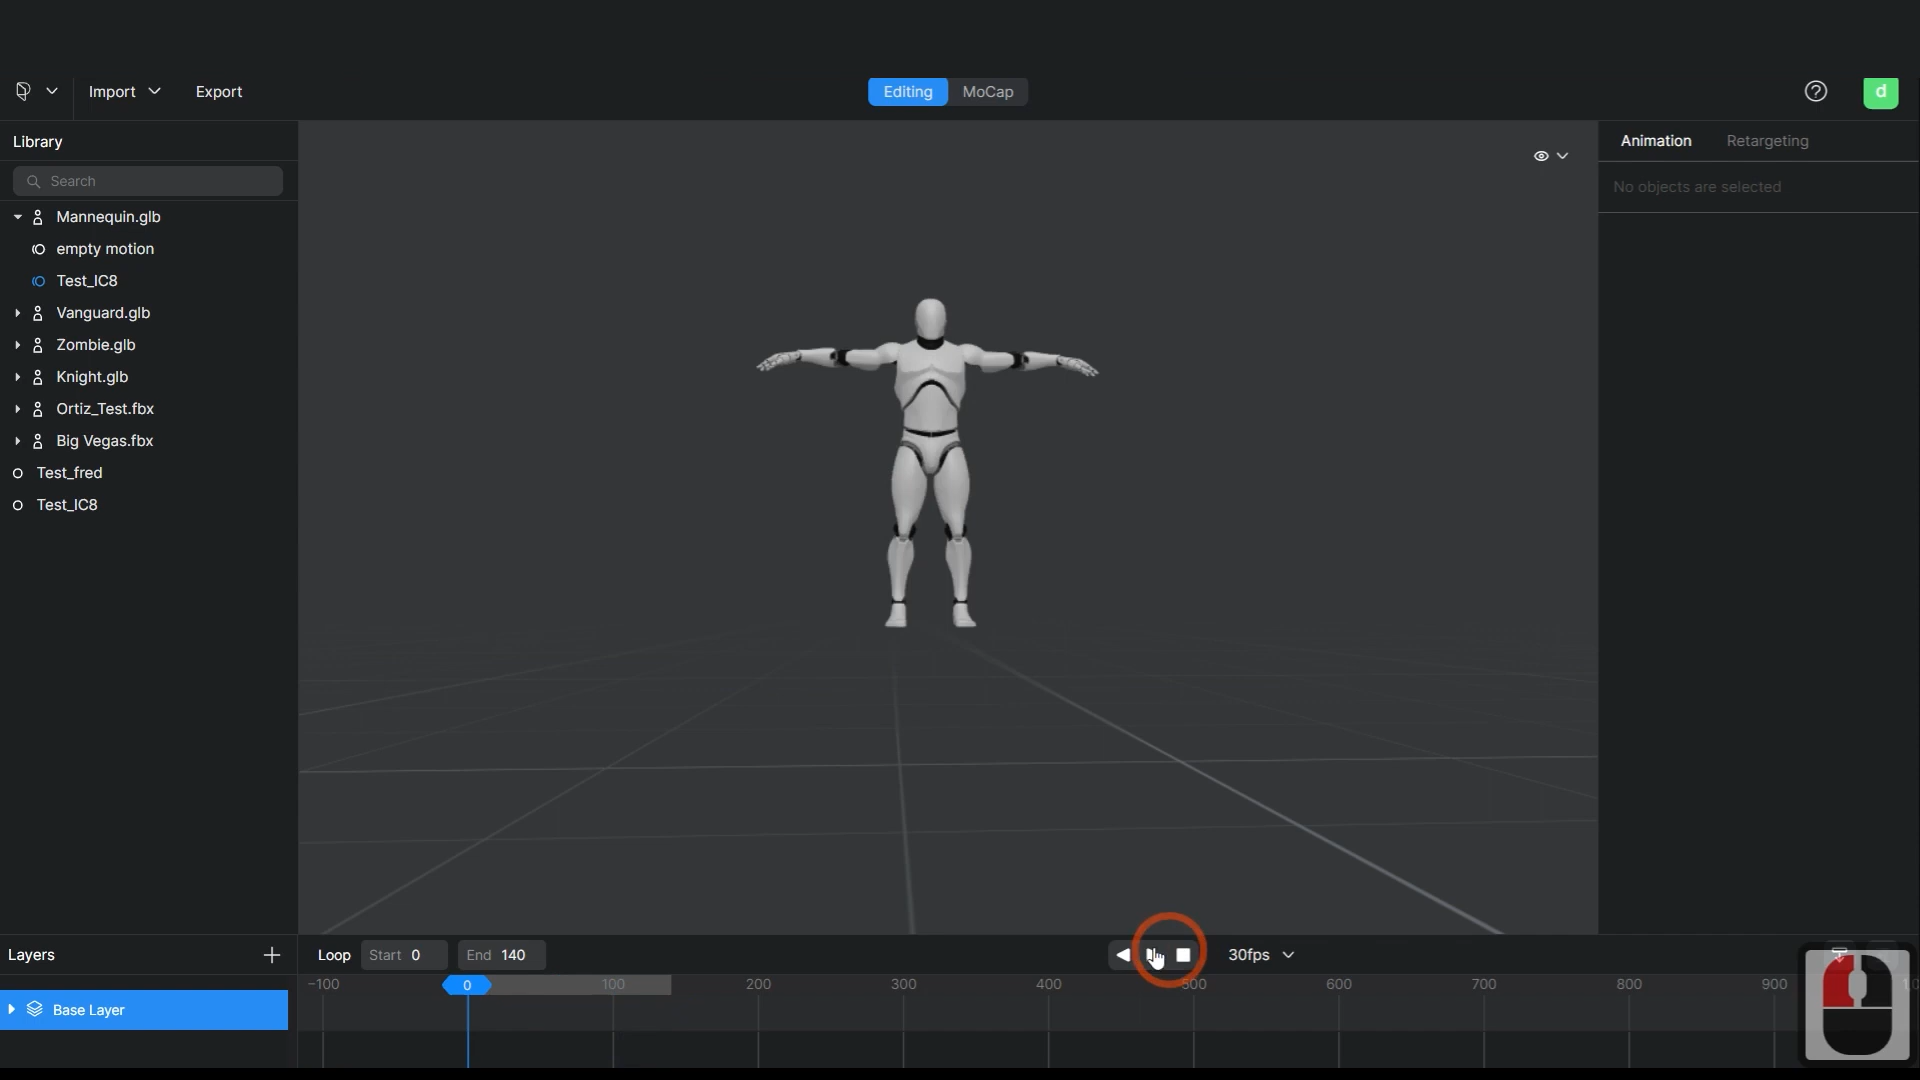 Import
Export
Editing
MoCap
d
Library
Search
Animation
Retargeting
No objects are selected
Mannequin.glb
empty motion
Test_IC8
Vanguard.glb
Zombie.glb
Knight.glb
Ortiz_Test.fbx
Big Vegas.fbx
Test_fred
Test_IC8
Layers
Loop
Start 0
End 140
30fps
-100
0
100
200
300
400
500
600
700
800
900
Base Layer